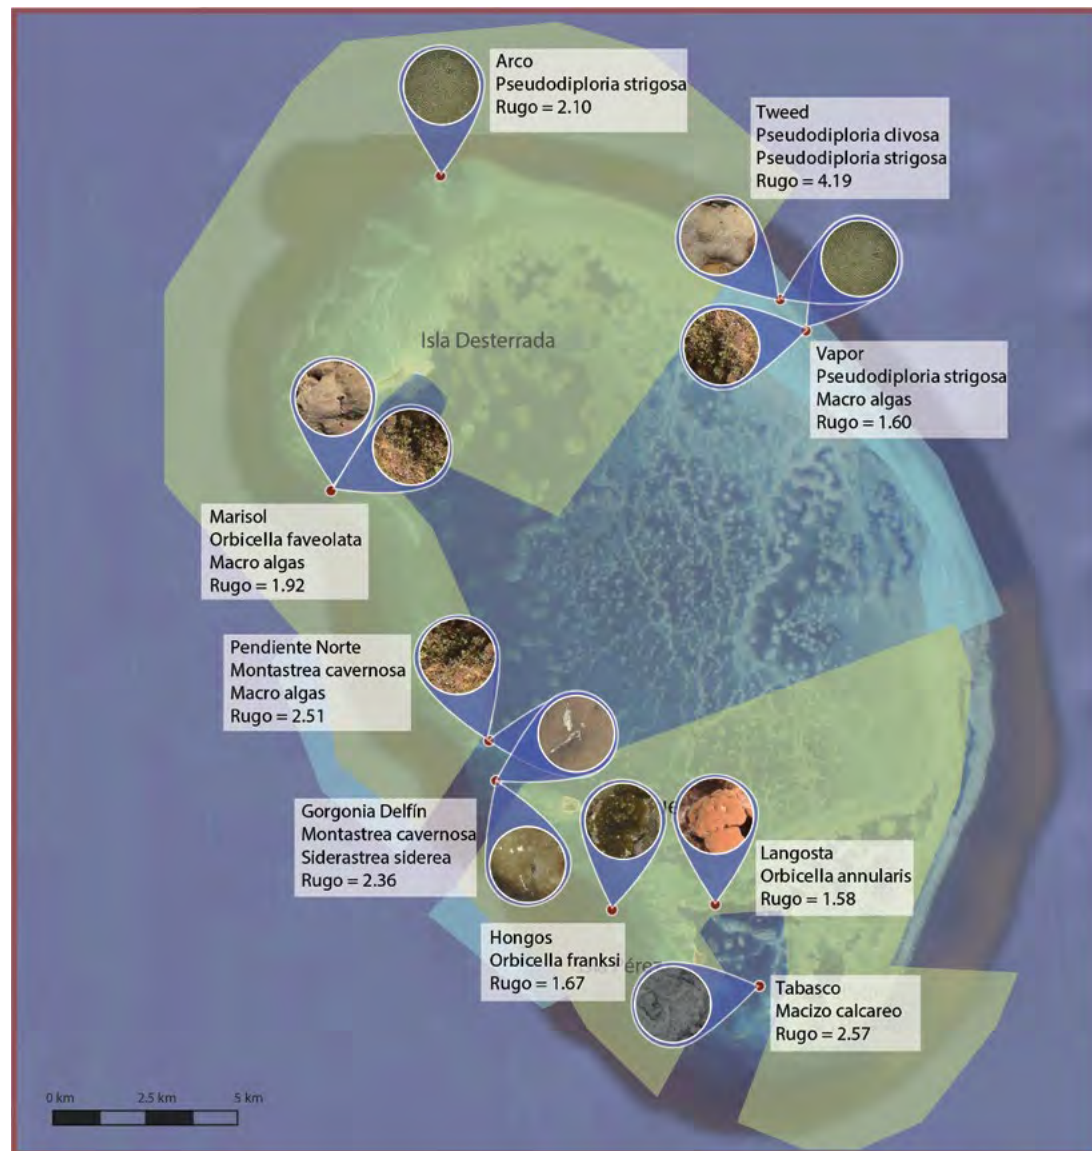 Arco
Pseudodiploria strigosa
Rugo = 2.10
Tweed
Pseudodiploria clivosa
Pseudodiploria strigosa
Rugo = 4.19
Isla Desterrada
Vapor
Pseudodiploria strigosa
Macro algas
Rugo = 1.60
Marisol
Orbicella faveolata
Macro algas
Rugo = 1.92
Pendiente Norte
Montastrea cavernosa
Macro algas
Rugo = 2.51
Gorgonia Delfín
Montastrea cavernosa
Siderastrea siderea
Rugo = 2.36
Langosta
Orbicella annularis
Rugo = 1.58
Hongos
Orbicella franksi
Rugo = 1.67
Pérez
Tabasco
Macizo calcareo
Rugo = 2.57
0 km 2.5 km 5 km